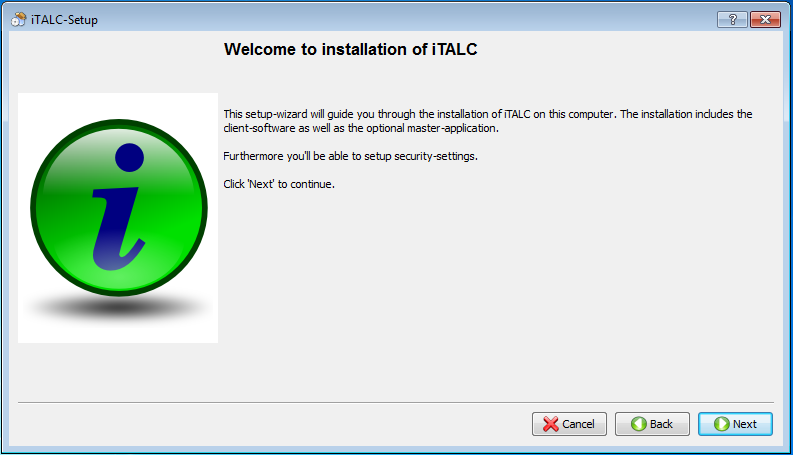 iTALC-Setup
Welcome to installation of iTALC
This setup-wizard will guide you through the installation of iTALC on this computer. The installation includes the
client-software as well as the optional master-application.
Furthermore you'll be able to setup security-settings.
Click 'Next' to continue.
Cancel
Back
Next